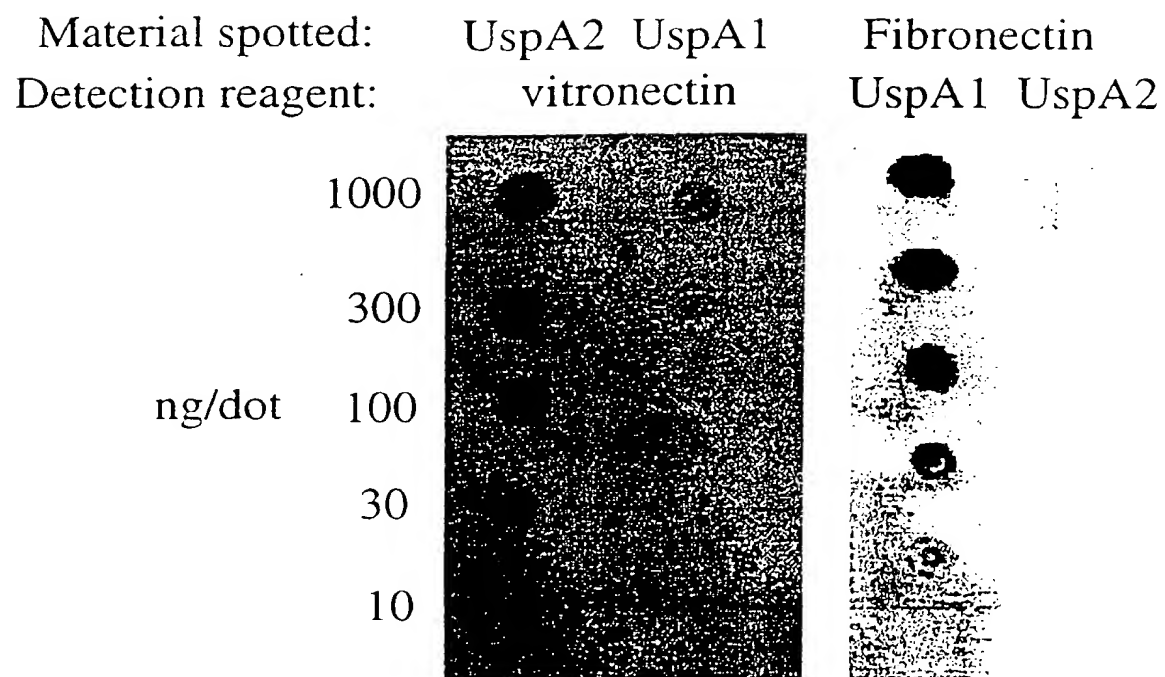 Material spotted: UspA2 UspA1 Fibronectin
Detection reagent: vitronectin UspA1 UspA2
1000
300
ng/dot 100
30
10